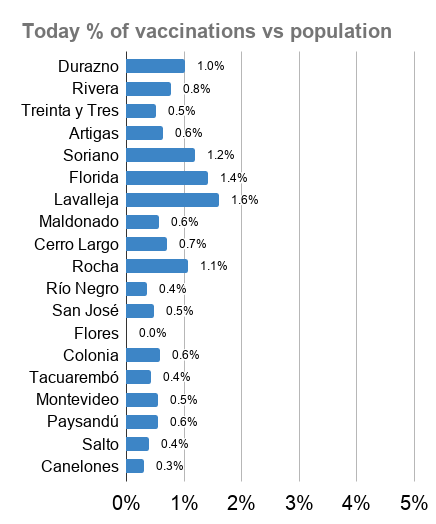 Today % of vaccinations vs population
Durazno 1.0%
Rivera 0.8%
Treinta y Tres 0.5%
Artigas 0.6%
Soriano 1.2%
Florida 1.4%
Lavalleja 1.6%
Maldonado 0.6%
Cerro Largo 0.7%
Rocha 1.1%
Río Negro 0.4%
San José 0.5%
Flores 0.0%
Colonia 0.6%
Tacuarembó 0.4%
Montevideo 0.5%
Paysandú 0.6%
Salto 0.4%
Canelones 0.3%
0% 1% 2% 3% 4% 5%